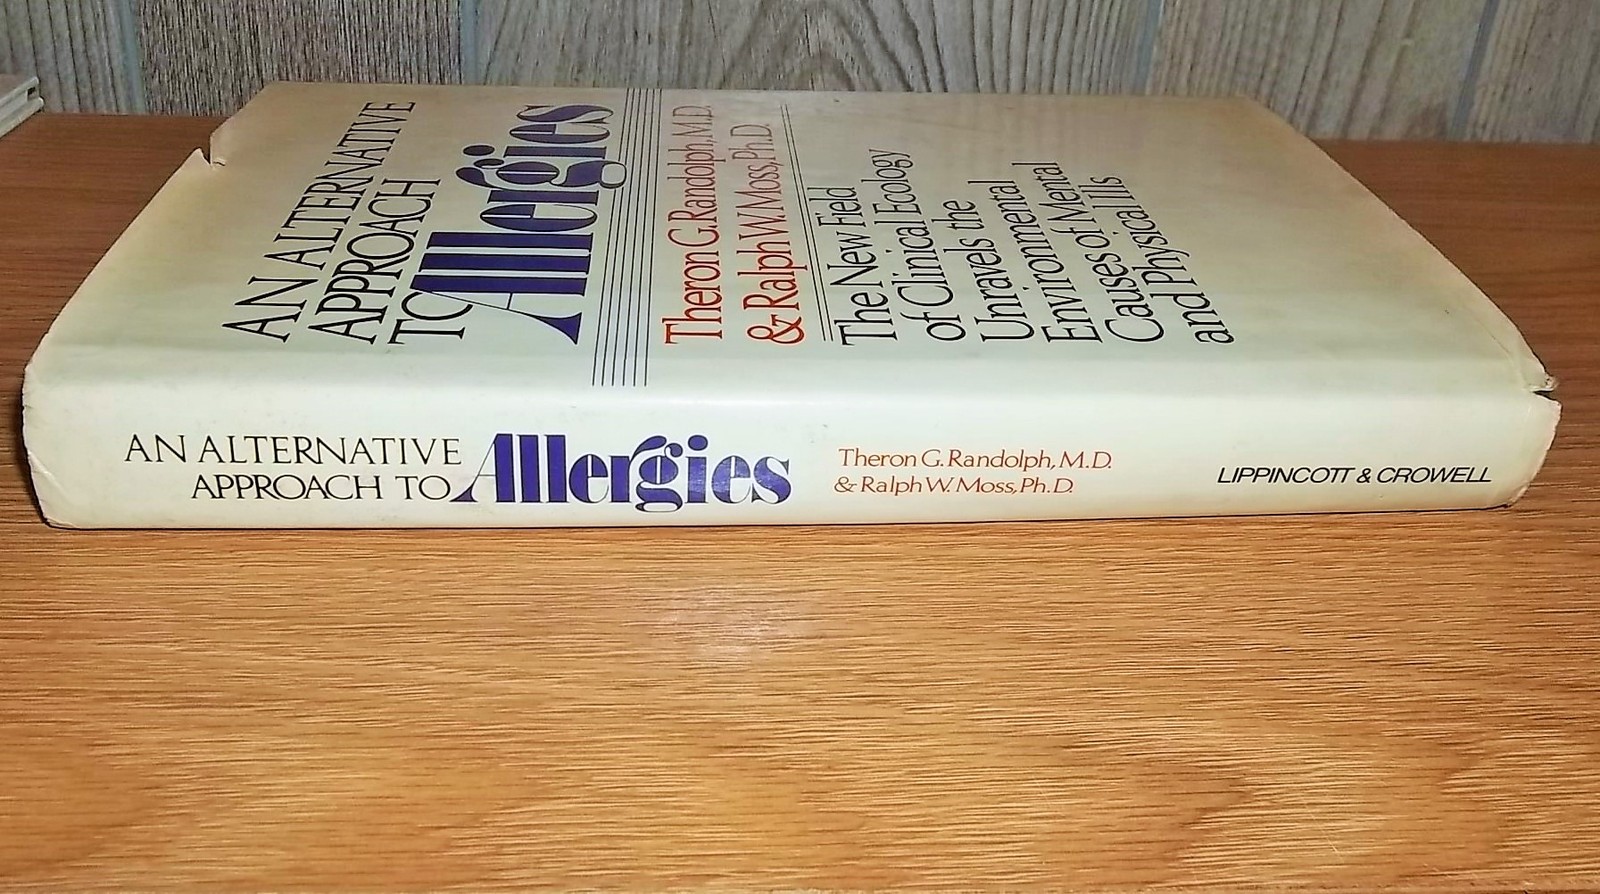 AN ALTERNATIVE
APPROACH
TO Allergies
Theron G. Randolph, M.D.
& Ralph W. Moss, Ph.D.
The New Field
of Clinical Ecology
Unravels the
Environmental
Causes of Mental
and Physical Ills
AN ALTERNATIVE
APPROACH TO Allergies
Theron G. Randolph, M.D.
& Ralph W. Moss, Ph.D.
LIPPINCOTT & CROWELL